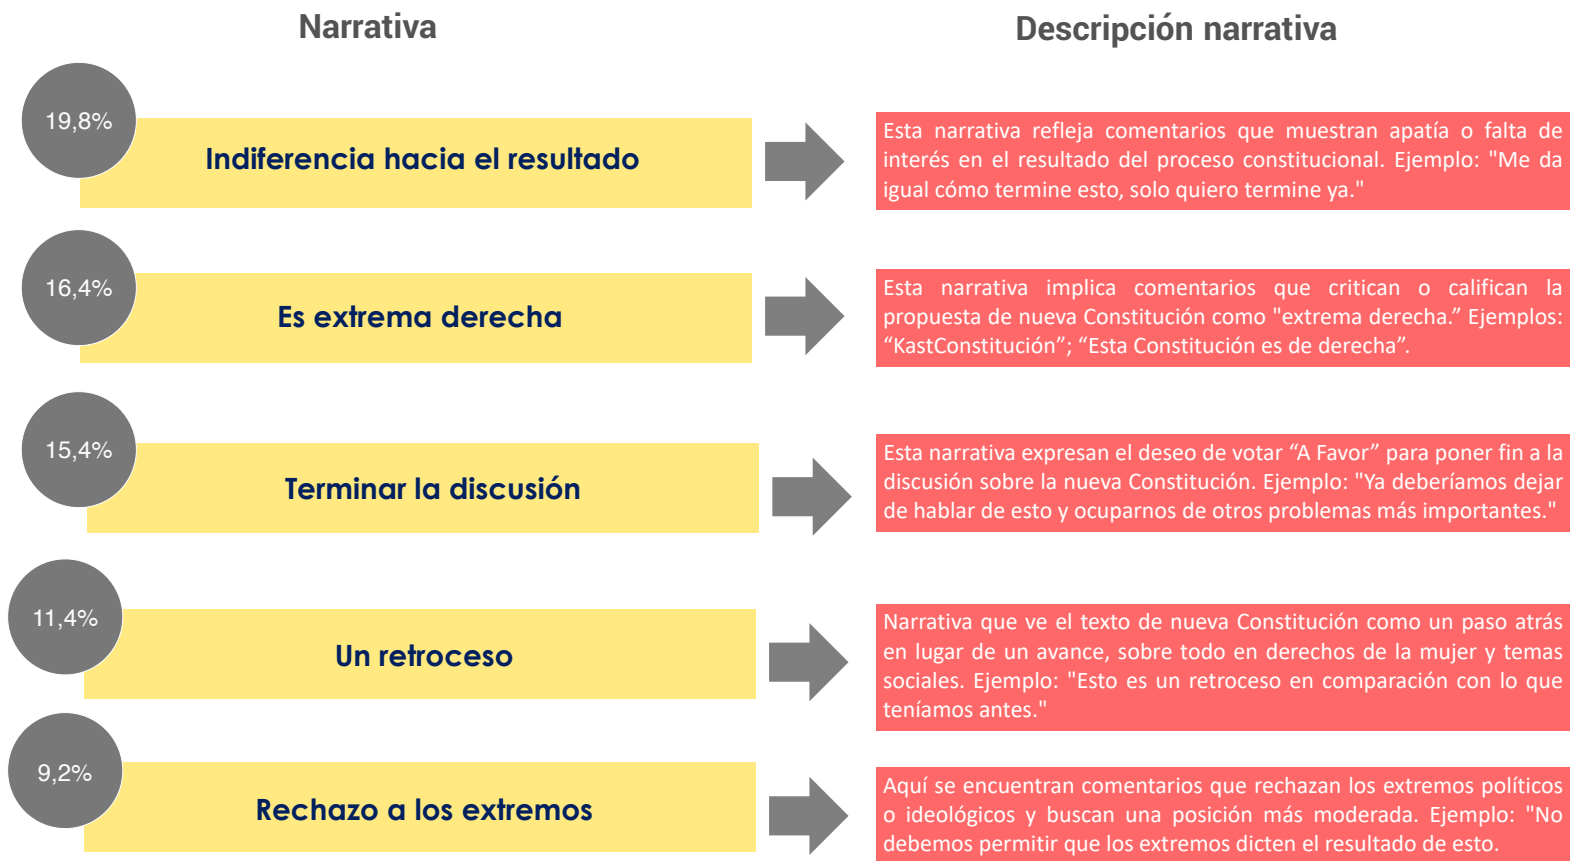 Narrativa
Descripción narrativa
19,8%
Indiferencia hacia el resultado
Esta narrativa refleja comentarios que muestran apatía o falta de
interés en el resultado del proceso constitucional. Ejemplo: "Me da
igual cómo termine esto, solo quiero termine ya."
16,4%
Es extrema derecha
Esta narrativa implica comentarios que critican o califican la
propuesta de nueva Constitución como "extrema derecha.” Ejemplos:
“KastConstitución”; “Esta Constitución es de derecha”.
15,4%
Terminar la discusión
Esta narrativa expresan el deseo de votar “A Favor” para poner fin a la
discusión sobre la nueva Constitución. Ejemplo: "Ya deberíamos dejar
de hablar de esto y ocuparnos de otros problemas más importantes."
11,4%
Un retroceso
Narrativa que ve el texto de nueva Constitución como un paso atrás
en lugar de un avance, sobre todo en derechos de la mujer y temas
sociales. Ejemplo: "Esto es un retroceso en comparación con lo que
teníamos antes."
9,2%
Rechazo a los extremos
Aquí se encuentran comentarios que rechazan los extremos políticos
o ideológicos y buscan una posición más moderada. Ejemplo: "No
debemos permitir que los extremos dicten el resultado de esto.